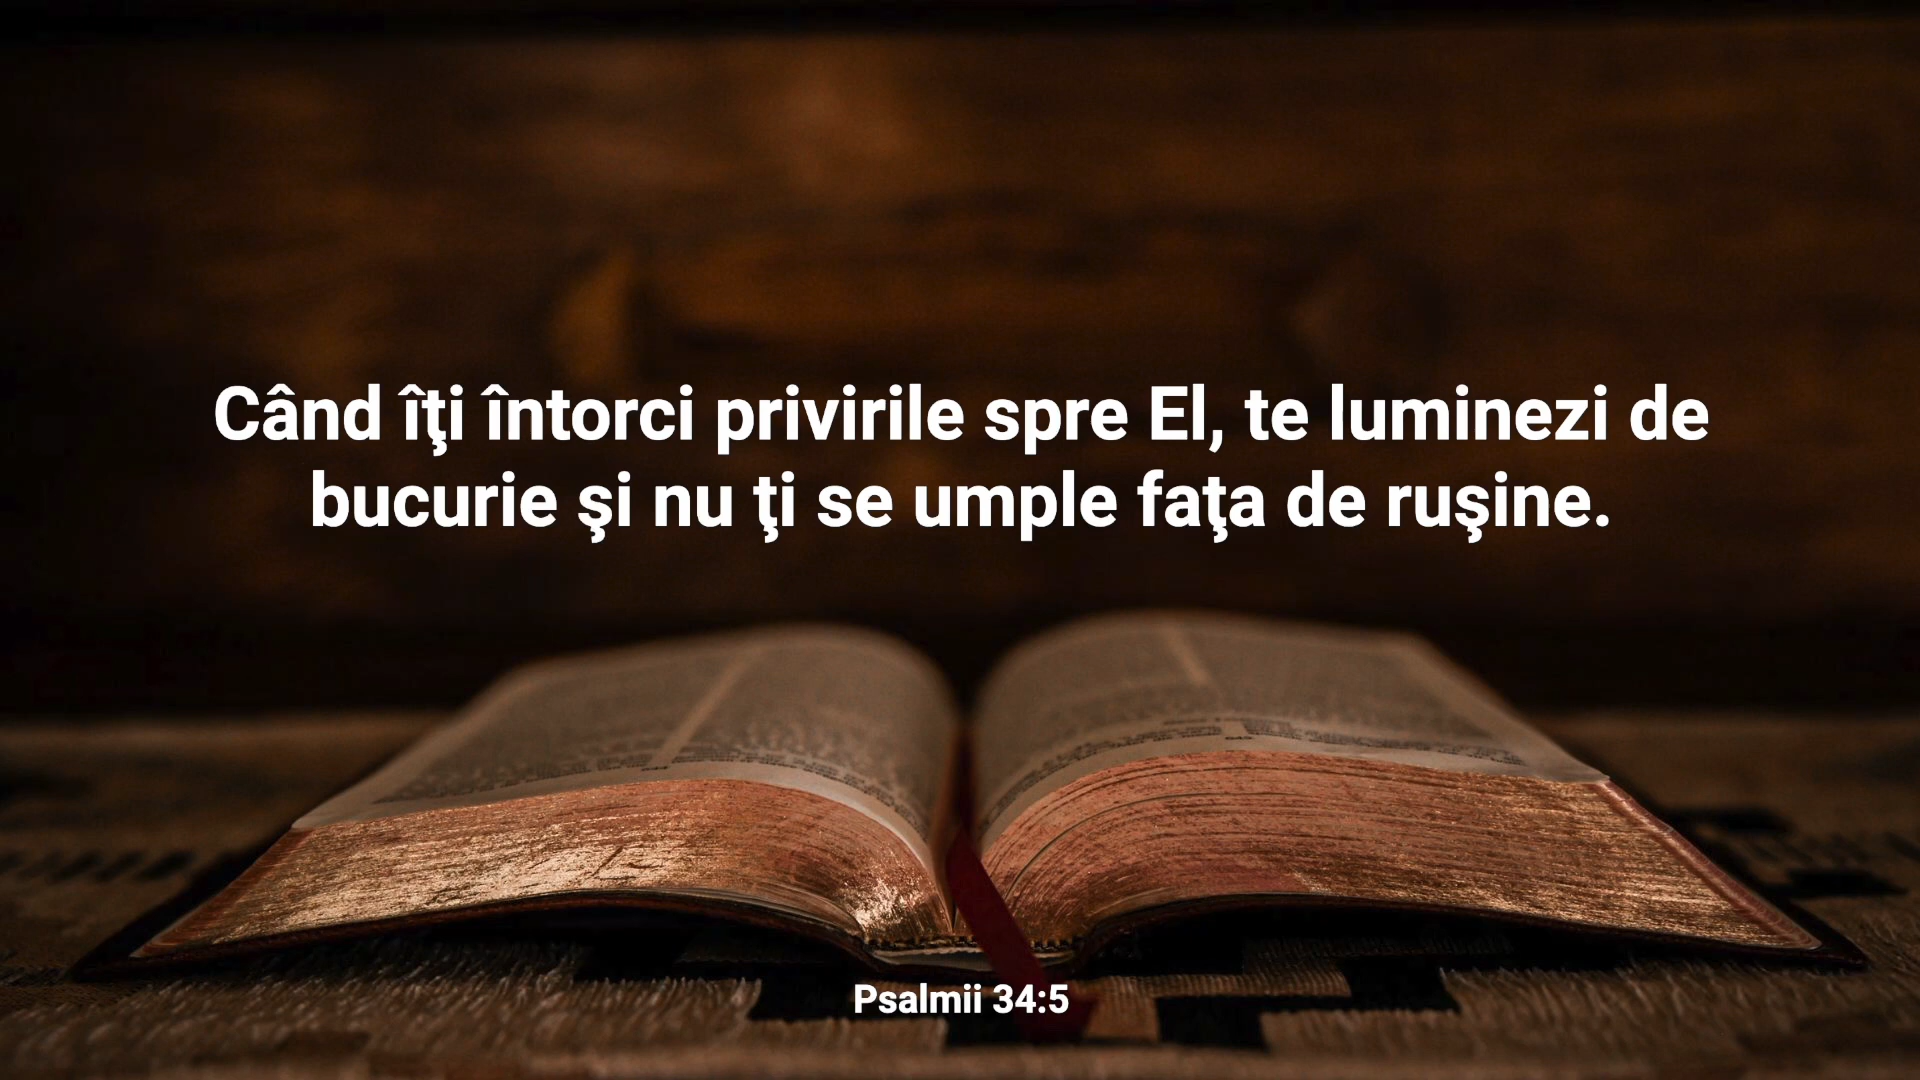 Când îţi întorci privirile spre El, te luminezi de
bucurie şi nu ţi se umple faţa de ruşine.
Psalmii 34:5